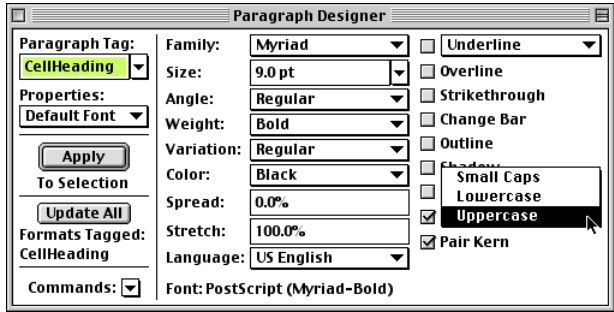 Paragraph Designer
Paragraph Tag:
CellHeading
Properties:
Default Font
Apply
To Selection
Update All
Formats Tagged:
CellHeading
Commands:
Family: Myriad
Size: 9.0 pt
Angle: Regular
Weight: Bold
Variation: Regular
Color: Black
Spread: 0.0%
Stretch: 100.0%
Language: US English
Font: PostScript (Myriad-Bold)
Underline
Overline
Strikethrough
Change Bar
Outline
Shadow
Small Caps
Lowercase
Uppercase
Pair Kern